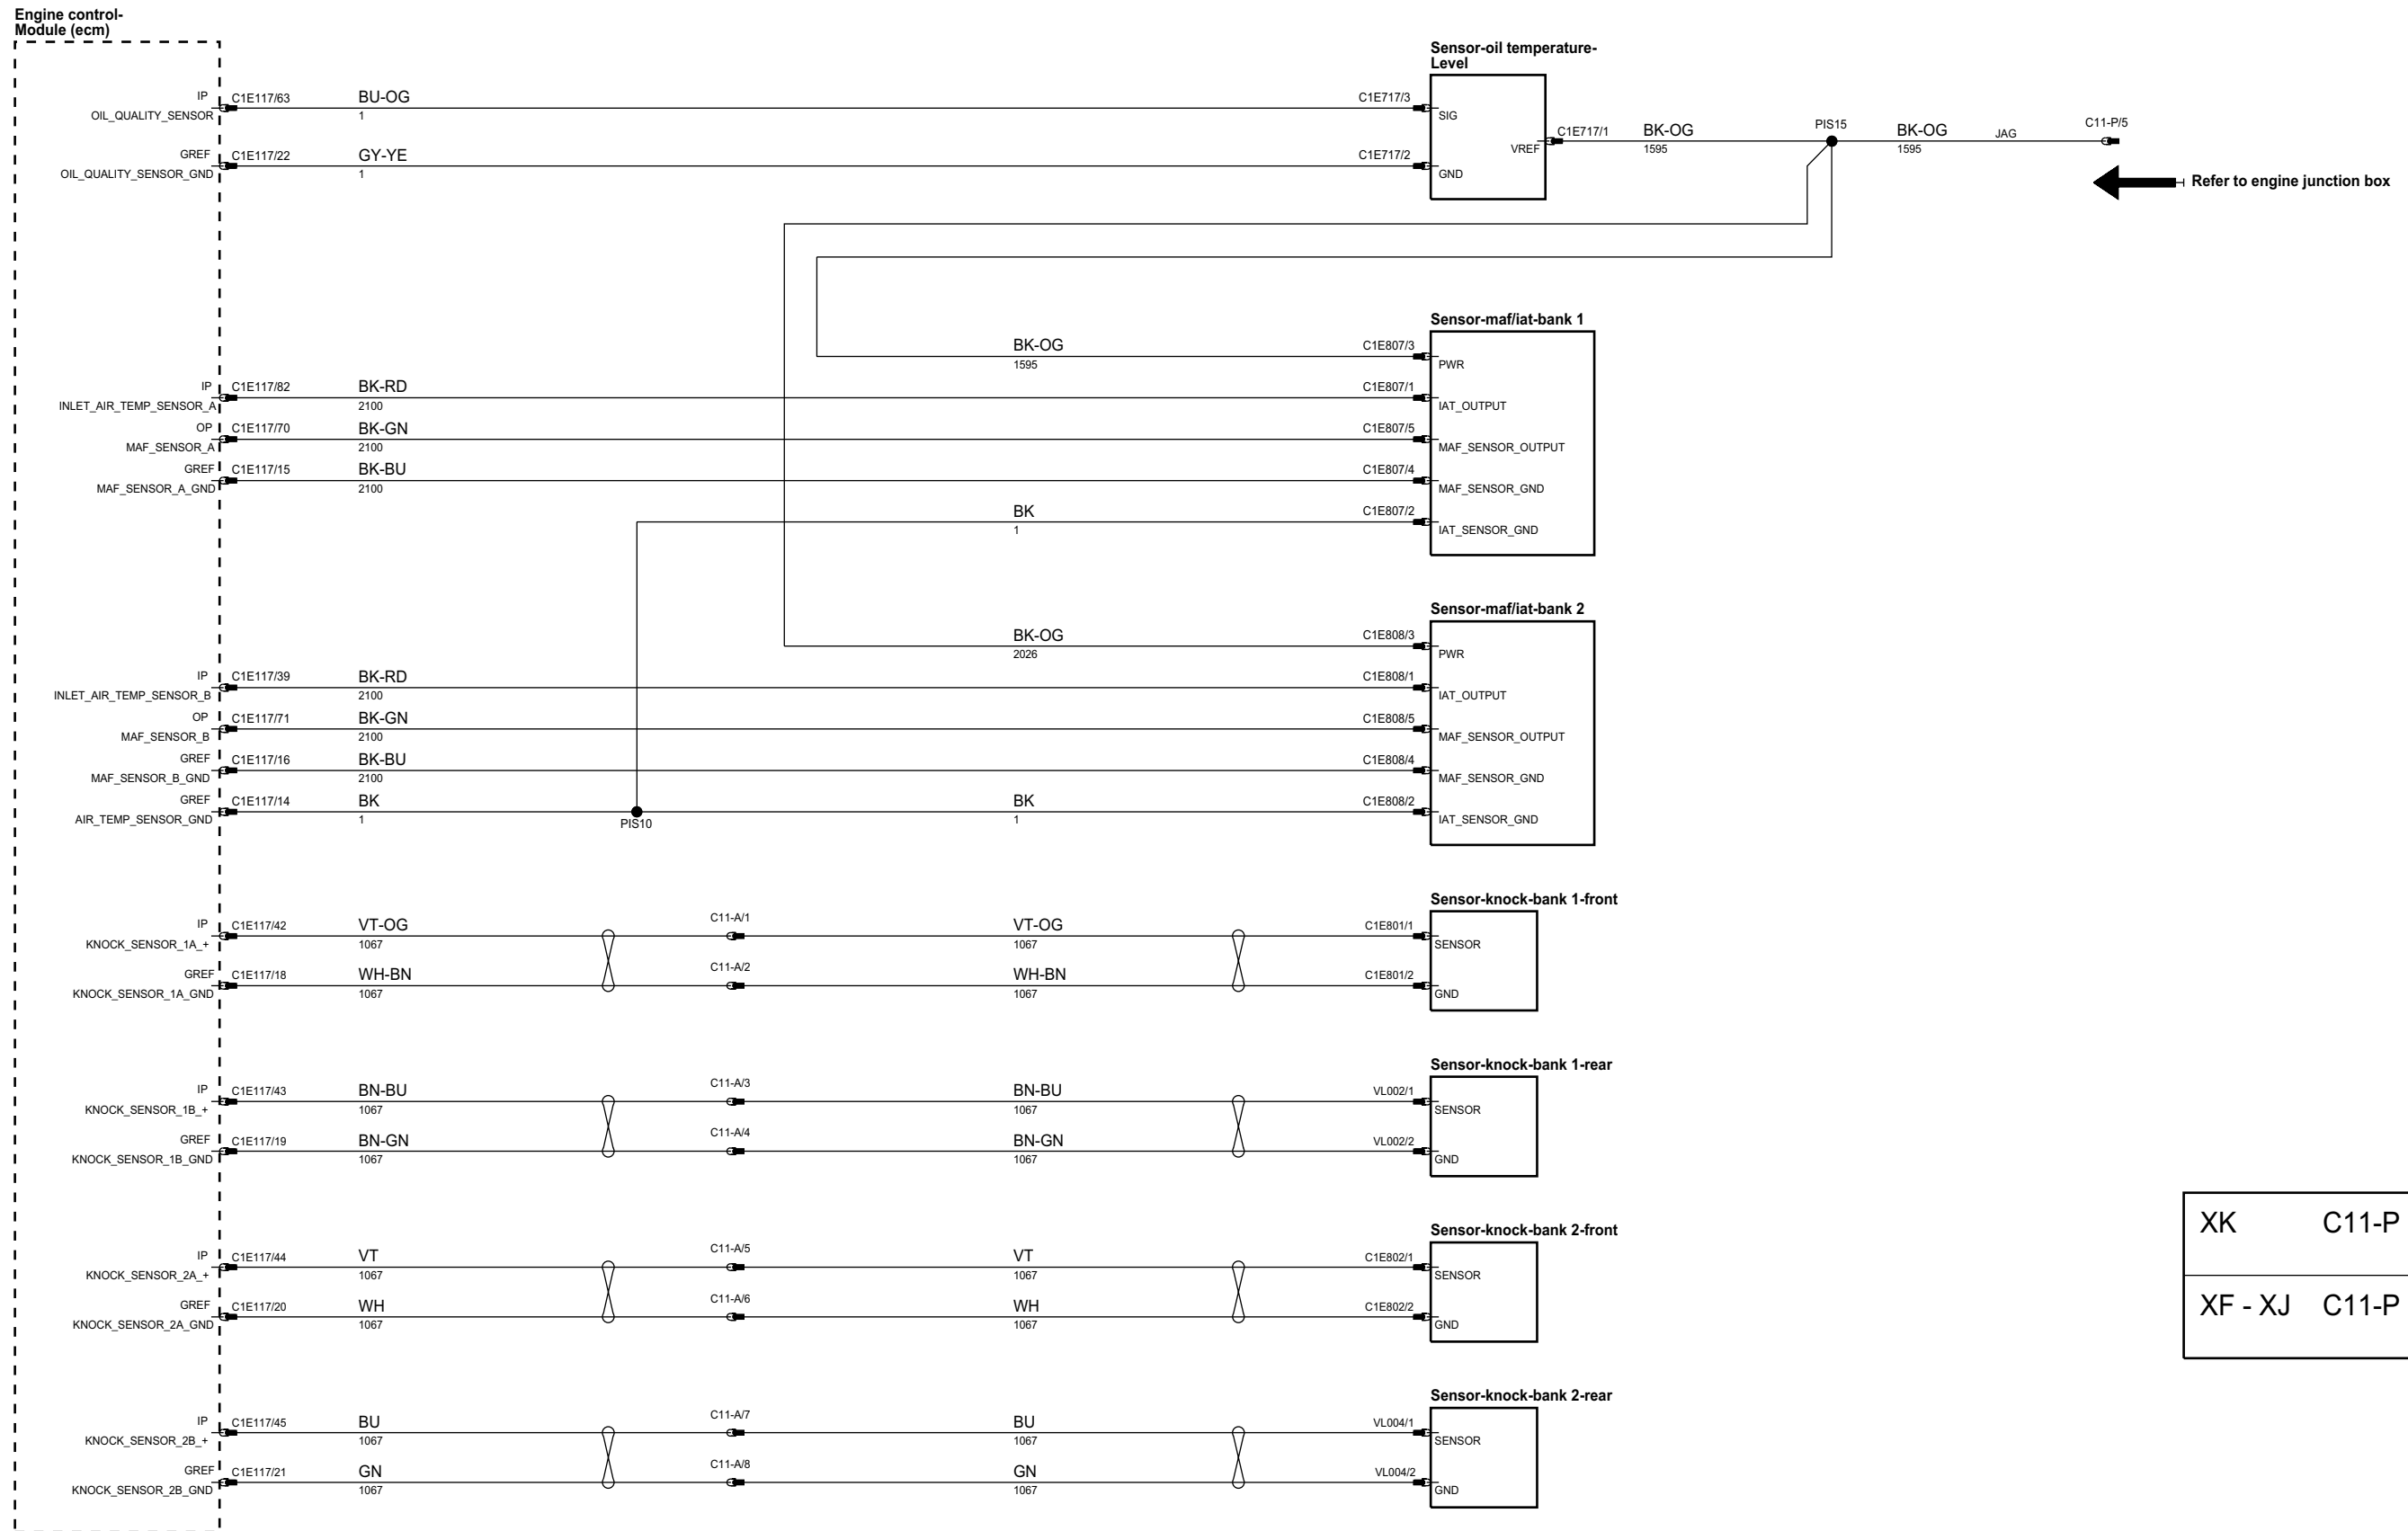 Engine control-
Module (ecm)
Sensor-oil temperature-
Level
IP C1E117/63 BU-OG C1E717/3
OIL_QUALITY_SENSOR 1 SIG
C1E717/1 BK-OG PIS15 BK-OG JAG C11-P/5
VREF 1595 1595
GREF C1E117/22 GY-YE C1E717/2
OIL_QUALITY_SENSOR_GND 1 GND
Refer to engine junction box
Sensor-maf/iat-bank 1
BK-OG C1E807/3
1595 PWR
IP C1E117/82 BK-RD C1E807/1
INLET_AIR_TEMP_SENSOR_A 2100 IAT_OUTPUT
OP C1E117/70 BK-GN C1E807/5
MAF_SENSOR_A 2100 MAF_SENSOR_OUTPUT
GREF C1E117/15 BK-BU C1E807/4
MAF_SENSOR_A_GND 2100 MAF_SENSOR_GND
BK C1E807/2
1 IAT_SENSOR_GND
Sensor-maf/iat-bank 2
BK-OG C1E808/3
2026 PWR
IP C1E117/39 BK-RD C1E808/1
INLET_AIR_TEMP_SENSOR_B 2100 IAT_OUTPUT
OP C1E117/71 BK-GN C1E808/5
MAF_SENSOR_B 2100 MAF_SENSOR_OUTPUT
GREF C1E117/16 BK-BU C1E808/4
MAF_SENSOR_B_GND 2100 MAF_SENSOR_GND
GREF C1E117/14 BK BK C1E808/2
AIR_TEMP_SENSOR_GND 1 PIS10 1 IAT_SENSOR_GND
Sensor-knock-bank 1-front
IP C1E117/42 VT-OG C11-A/1 VT-OG C1E801/1
KNOCK_SENSOR_1A_+ 1067 1067 SENSOR
GREF C1E117/18 WH-BN C11-A/2 WH-BN C1E801/2
KNOCK_SENSOR_1A_GND 1067 1067 GND
Sensor-knock-bank 1-rear
IP C1E117/43 BN-BU C11-A/3 BN-BU VL002/1
KNOCK_SENSOR_1B_+ 1067 1067 SENSOR
GREF C1E117/19 BN-GN C11-A/4 BN-GN VL002/2
KNOCK_SENSOR_1B_GND 1067 1067 GND
XK C11-P
Sensor-knock-bank 2-front
IP C1E117/44 VT C11-A/5 VT C1E802/1
KNOCK_SENSOR_2A_+ 1067 1067 SENSOR
XF - XJ C11-P
GREF C1E117/20 WH C11-A/6 WH C1E802/2
KNOCK_SENSOR_2A_GND 1067 1067 GND
Sensor-knock-bank 2-rear
IP C1E117/45 BU C11-A/7 BU VL004/1
KNOCK_SENSOR_2B_+ 1067 1067 SENSOR
GREF C1E117/21 GN C11-A/8 GN VL004/2
KNOCK_SENSOR_2B_GND 1067 1067 GND